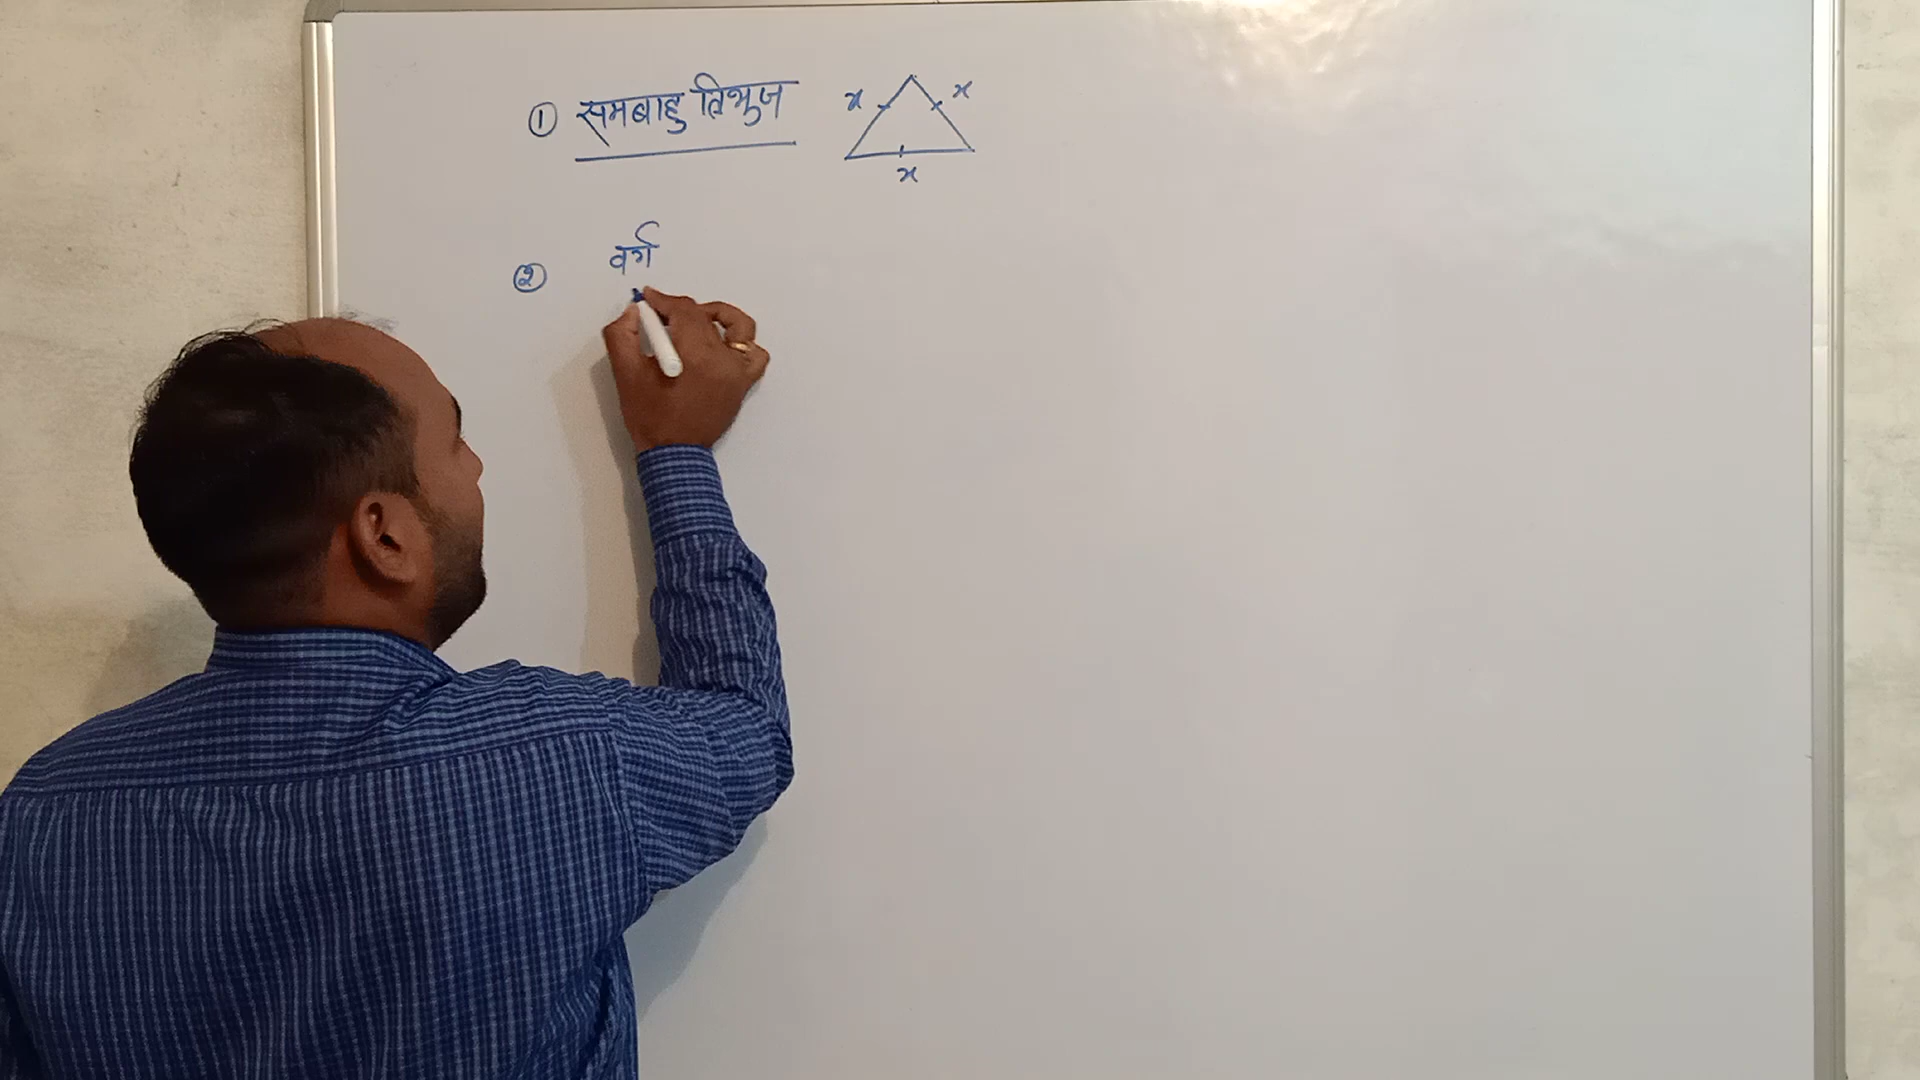 ① समबाहु त्रिभुज
x x
x
② वर्ग